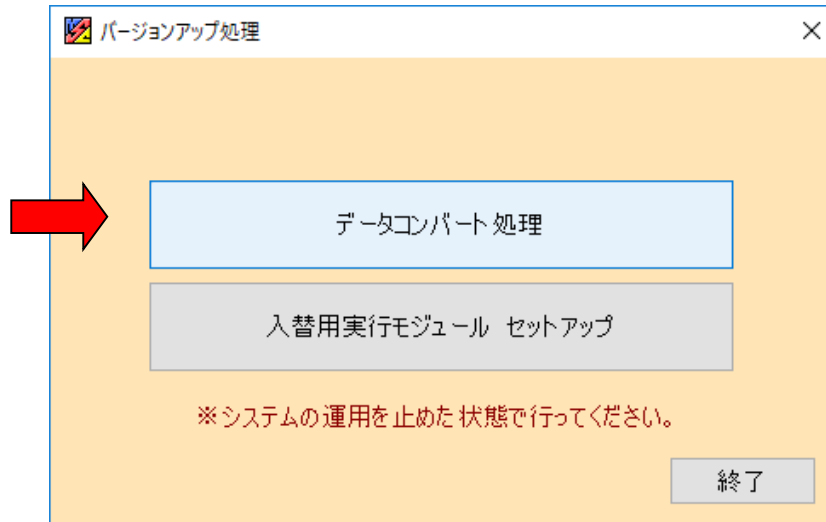 バージョンアップ処理
データコンバート処理
入替用実行モジュール セットアップ
※システムの運用を止めた状態で行ってください。
終了